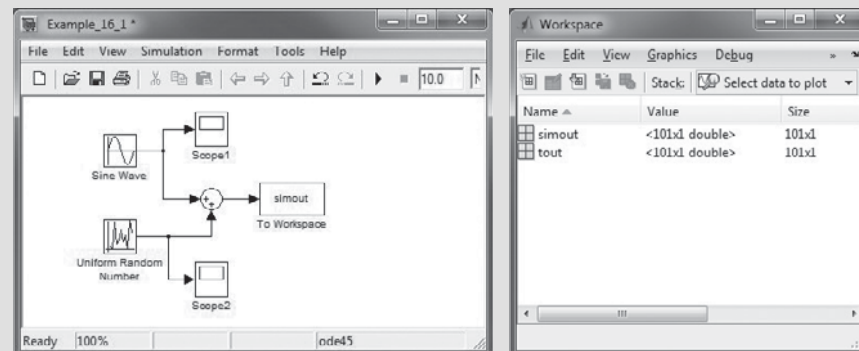 Example_16_1 *
File Edit View Simulation Format Tools Help
10.0
Scope1
Sine Wave
simout
To Workspace
Uniform Random
Number
Scope2
Ready 100% ode45
Workspace
File Edit View Graphics Debug
Stack: Select data to plot
Name Value Size
simout <101x1 double> 101x1
tout <101x1 double> 101x1